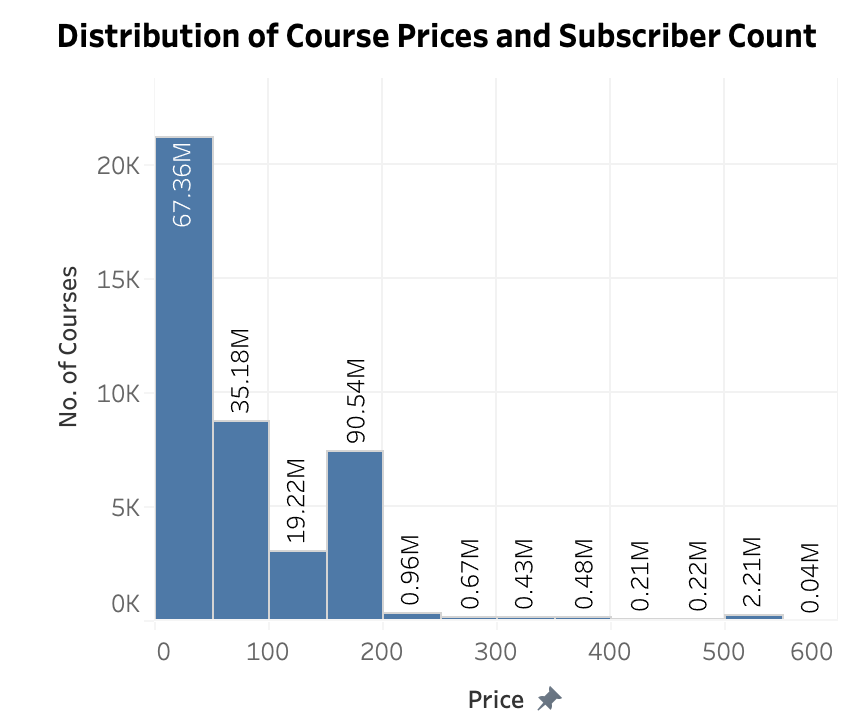 Distribution of Course Prices and Subscriber Count
No. of Courses
20K
15K
10K
5K
0K
67.36M
35.18M
19.22M
90.54M
0.96M
0.67M
0.43M
0.48M
0.21M
0.22M
2.21M
0.04M
0
100
200
300
400
500
600
Price